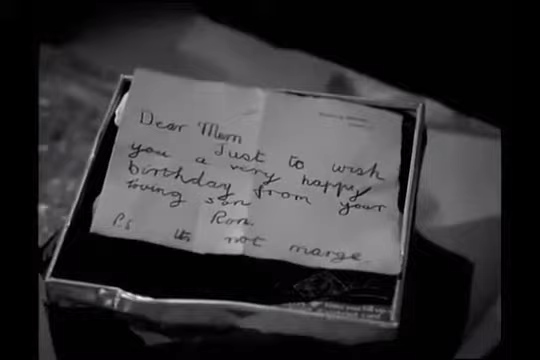 Dear Mum
Just to wish
you a very happy
birthday from your
loving son
Ron.
P.S its not marge.